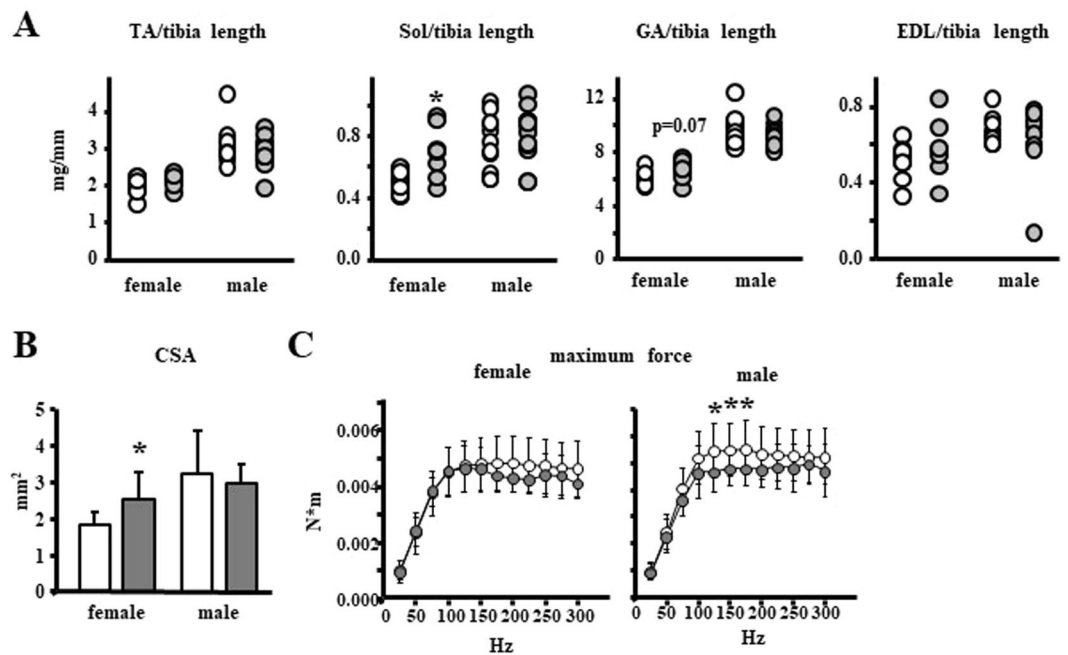 A
TA/tibia length
Sol/tibia length
GA/tibia length
EDL/tibia length
mg/mm
4
3
2
1
0
female
male
0.8
0.4
0.0
*
female
male
12
8
4
0
p=0.07
female
male
0.8
0.4
0.0
female
male
B
CSA
mm²
5
4
3
2
1
0
*
female
male
C
maximum force
female
male
N*m
0.006
0.004
0.002
0.000
0 50 100 150 200 250 300
Hz
***
0 50 100 150 200 250 300
Hz